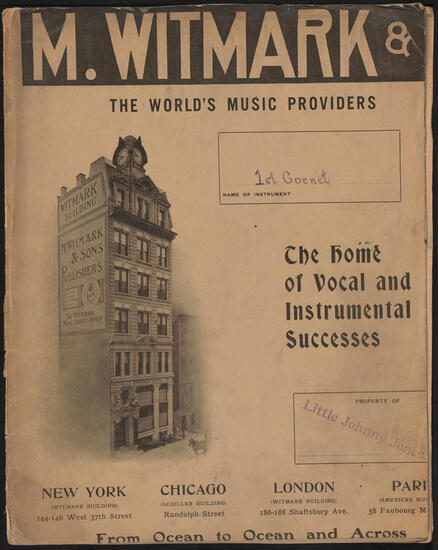 M. WITMARK &
THE WORLD'S MUSIC PROVIDERS
1st Cornet
NAME OF INSTRUMENT
WITMARK
BUILDING
M. WITMARK
& SONS
PUBLISHERS
The Home
of Vocal and
Instrumental
Successes
PROPERTY OF
Little Johnny Jones
NEW YORK
(WITMARK BUILDING)
144-146 West 37th Street
CHICAGO
(SCHILLER BUILDING)
Randolph Street
LONDON
(WITMARK BUILDING)
186-188 Shaftsbury Ave.
PARI
(AMERICAN MU
58 Faubourg M
From Ocean to Ocean and Across